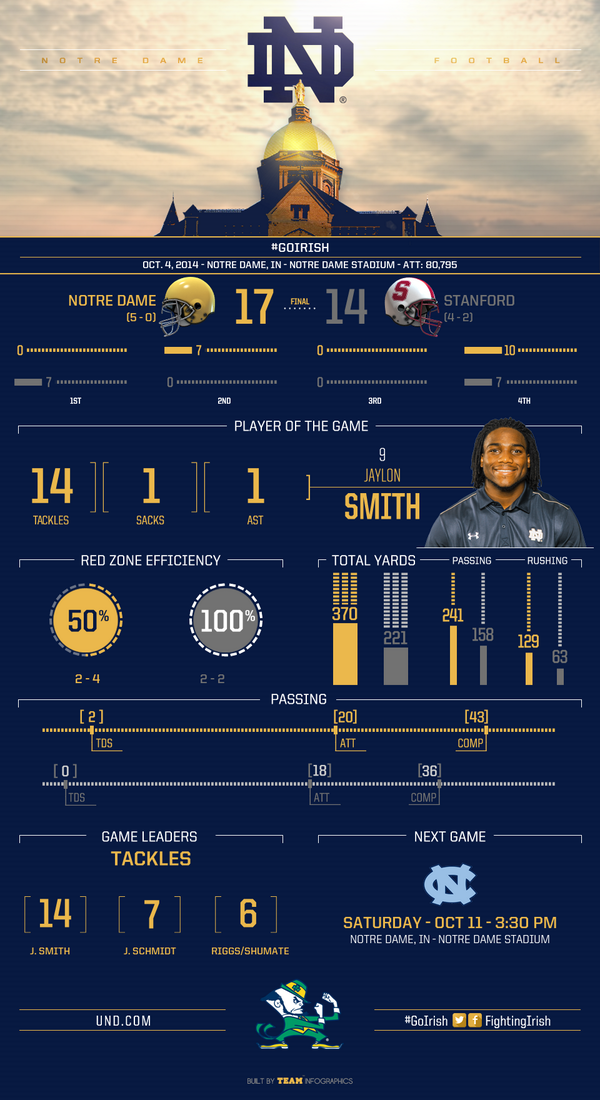 NOTRE DAME FOOTBALL
ND
®
#GOIRISH
OCT. 4, 2014 - NOTRE DAME, IN - NOTRE DAME STADIUM - ATT: 80,795
NOTRE DAME 17 FINAL 14 STANFORD
(5 - 0) S (4 - 2)
0 7 0 10
7 0 0 7
1ST 2ND 3RD 4TH
PLAYER OF THE GAME
14 1 1
TACKLES SACKS AST
9
JAYLON
SMITH
RED ZONE EFFICIENCY
50% 100%
2 - 4 2 - 2
TOTAL YARDS PASSING RUSHING
370 221 241 158 129 63
PASSING
[ 2 ] [20] [43]
TDS ATT COMP
[ 0 ] [18] [36]
TDS ATT COMP
GAME LEADERS
TACKLES
[14] [7] [6]
J. SMITH J. SCHMIDT RIGGS/SHUMATE
NEXT GAME
NC
SATURDAY - OCT 11 - 3:30 PM
NOTRE DAME, IN - NOTRE DAME STADIUM
UND.COM
#GoIrish FightingIrish
BUILT BY TEAM INFOGRAPHICS